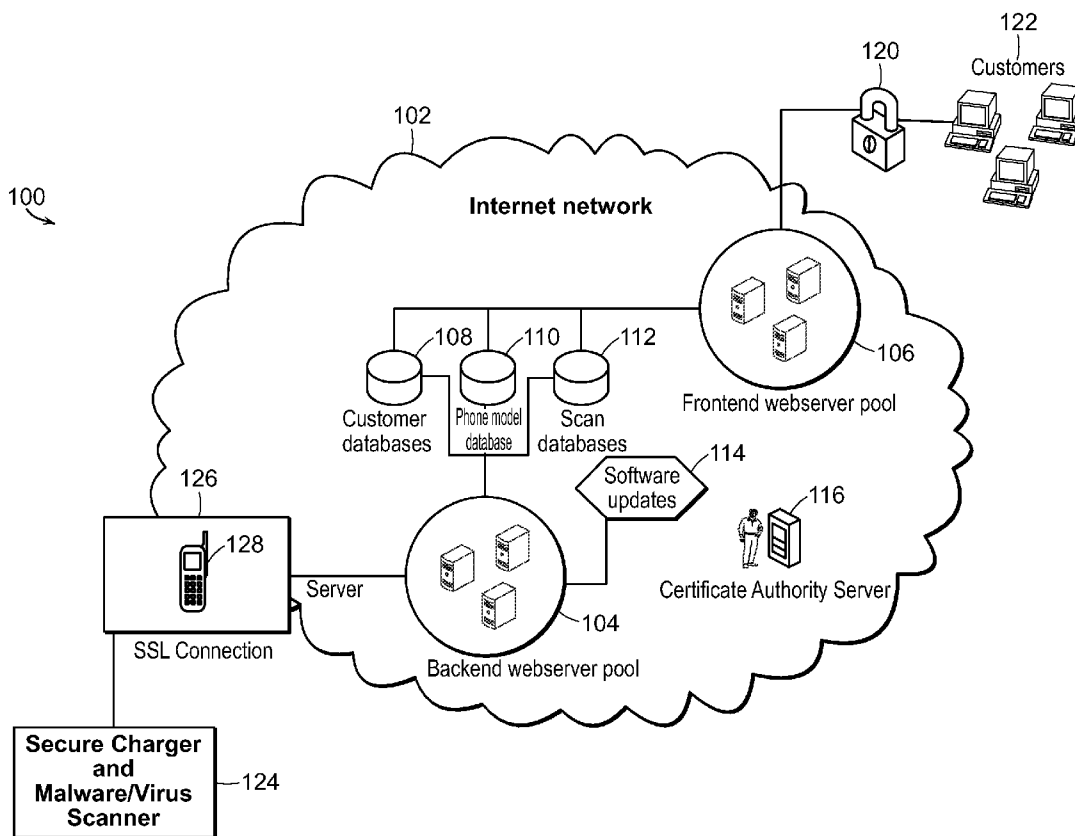 122
Customers
120
102
100
Internet network
108
110
112
106
Customer
databases
Phone model
database
Scan
databases
Frontend webserver pool
114
Software
updates
116
126
128
Server
Certificate Authority Server
104
SSL Connection
Backend webserver pool
Secure Charger
and
Malware/Virus
Scanner
124